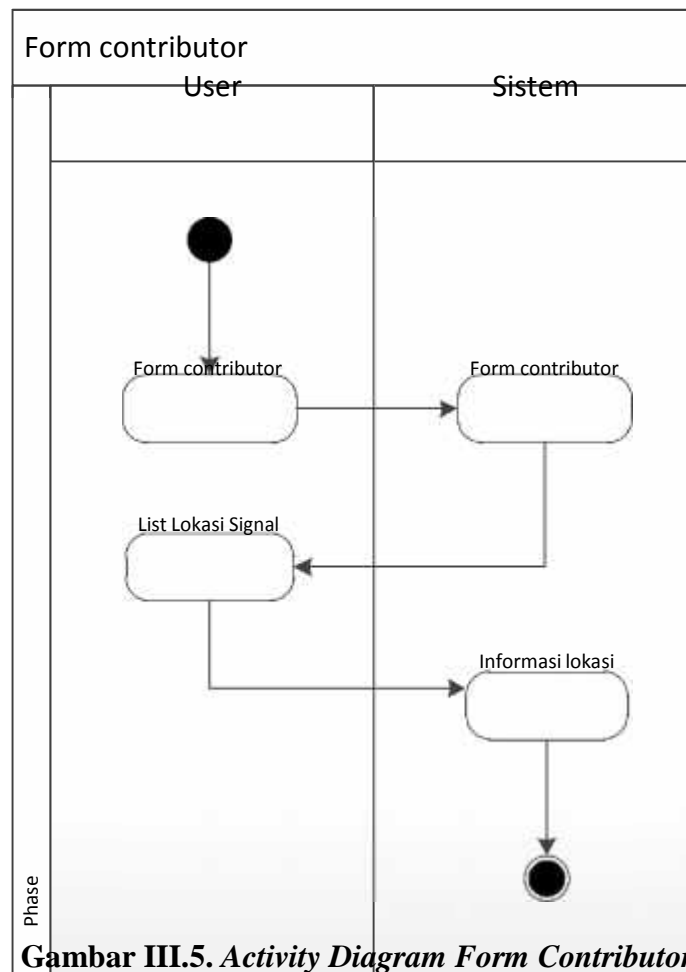 Form contributor
User
Sistem
Form contributor
Form contributor
List Lokasi Signal
Informasi lokasi
Phase
Gambar III.5. Activity Diagram Form Contributor